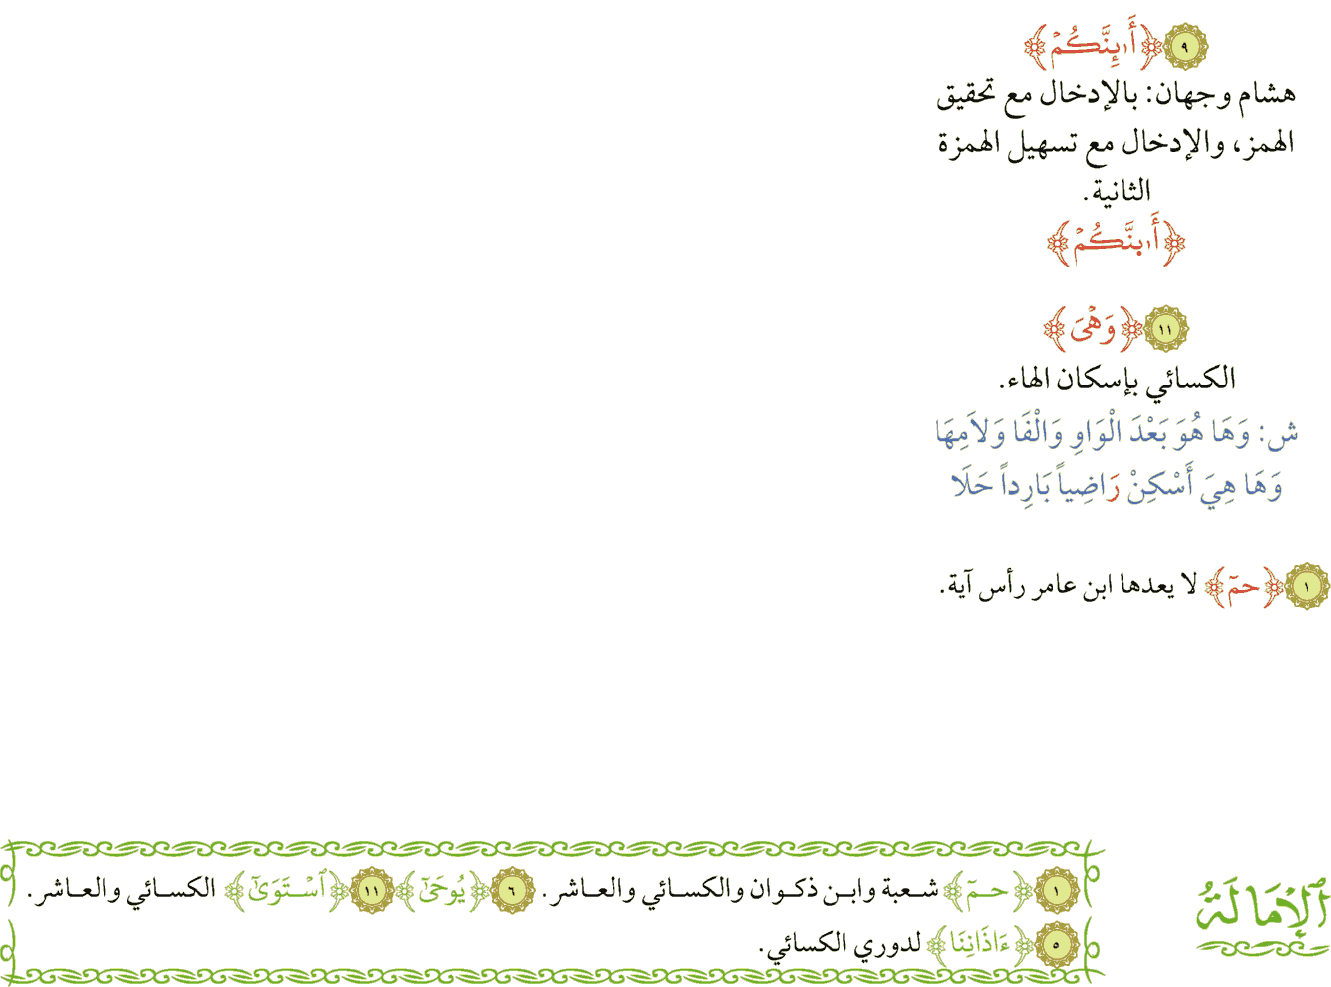 ٩ ﴿أَا۬ئِنَّكُمْ﴾
هشام وجهان: بالإدخال مع تحقيق
الهمز، والإدخال مع تسهيل الهمزة
الثانية.
﴿أَا۬ىِٕنَّكُمْ﴾
١١ ﴿وَهْيَ﴾
الكسائي بإسكان الهاء.
ش: وَهَا هُوَ بَعْدَ الْوَاوِ وَالْفَا وَلاَمِهَا
وَهَا هِيَ أَسْكِنْ رَاضِياً بَارِداً حَلَا
١ ﴿حمٓ﴾ لا يعدها ابن عامر رأس آية.
الإِمَالَةُ
١ ﴿حمٓ﴾ شعبة وابن ذكوان والكسائي والعاشر. ٦ ﴿يُوحَىٰٓ﴾ ١١ ﴿ٱسْتَوَىٰٓ﴾ الكسائي والعاشر.
٥ ﴿ءَاذَانِنَا﴾ لدوري الكسائي.